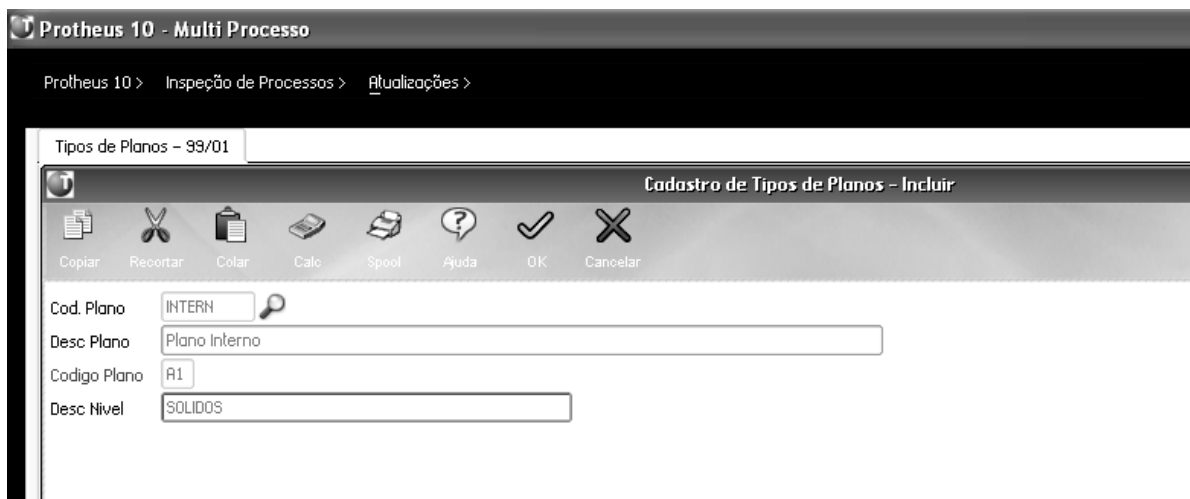 Protheus 10 - Multi Processo
Protheus 10 > Inspeção de Processos > Atualizações >
Tipos de Planos - 99/01
Cadastro de Tipos de Planos - Incluir
Copiar Recortar Colar Calc Spool Ajuda OK Cancelar
Cod. Plano INTERN
Desc Plano Plano Interno
Codigo Plano A1
Desc Nivel SOLIDOS